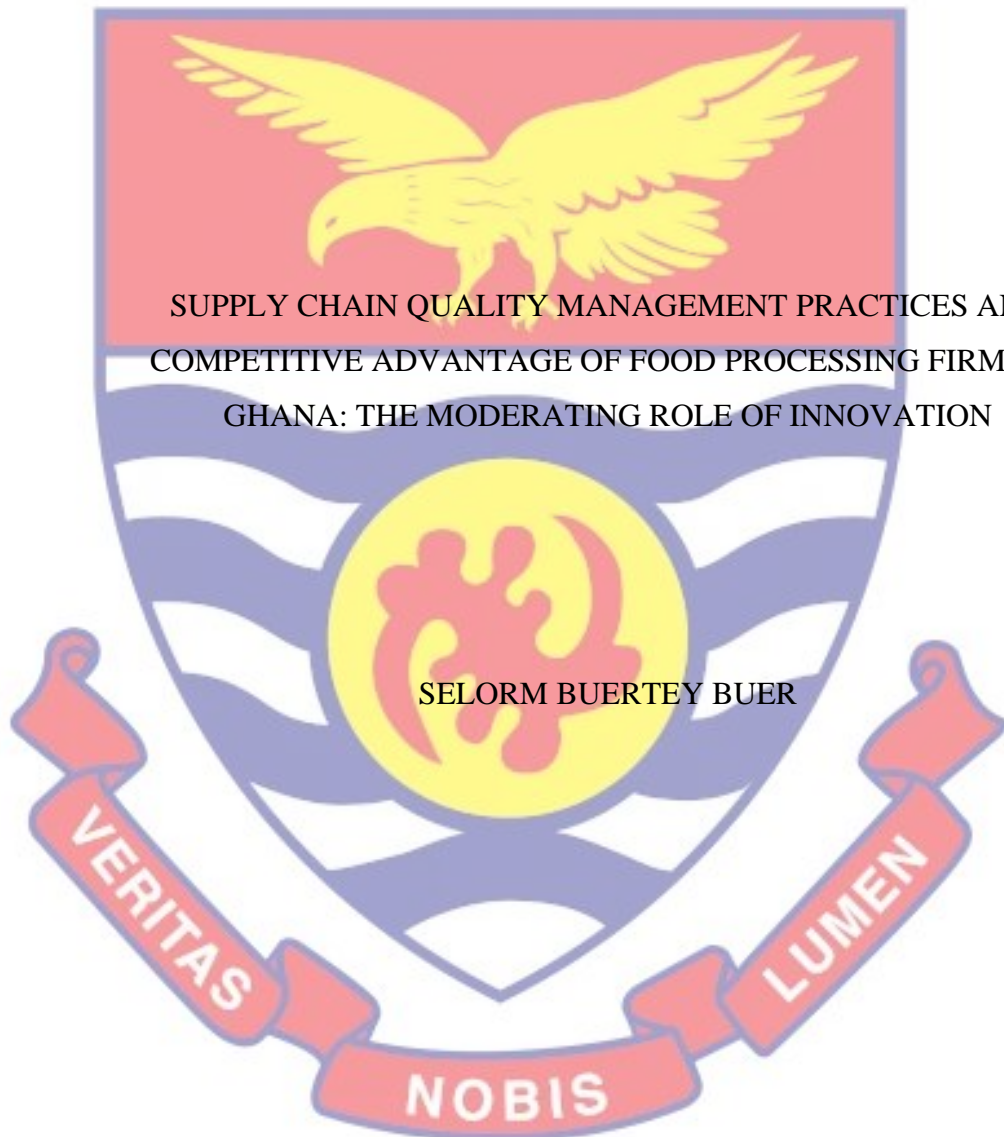 SUPPLY CHAIN QUALITY MANAGEMENT PRACTICES
COMPETITIVE ADVANTAGE OF FOOD PROCESSING FIRM
GHANA: THE MODERATING ROLE OF INNOVATION
SELORM BUERTEY BUER
VERITAS
NOBIS
LUMEN